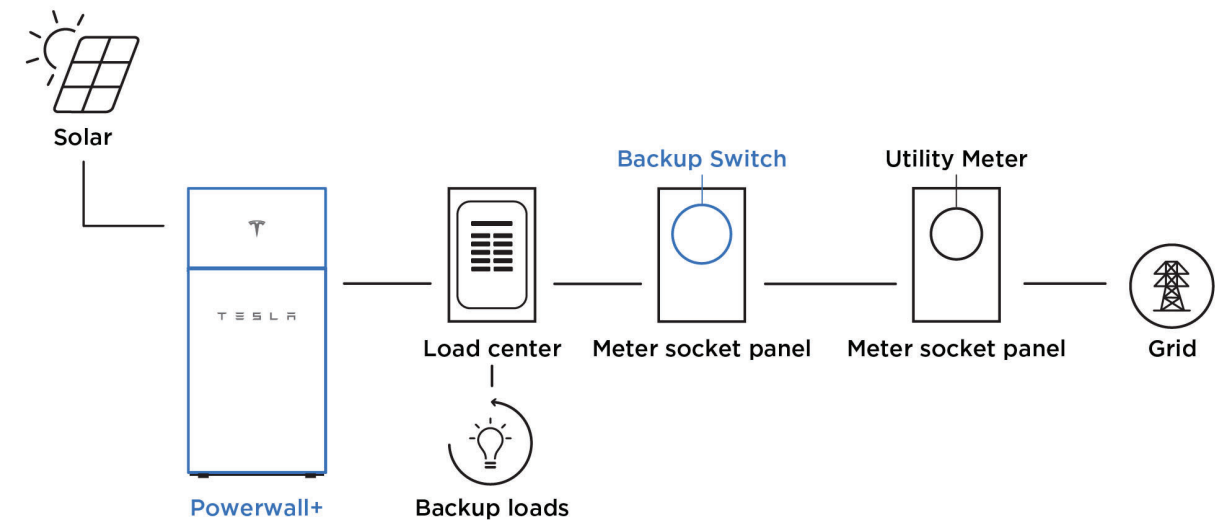 Solar
Backup Switch
Utility Meter
TESLA
Load center
Meter socket panel
Meter socket panel
Grid
Powerwall+
Backup loads